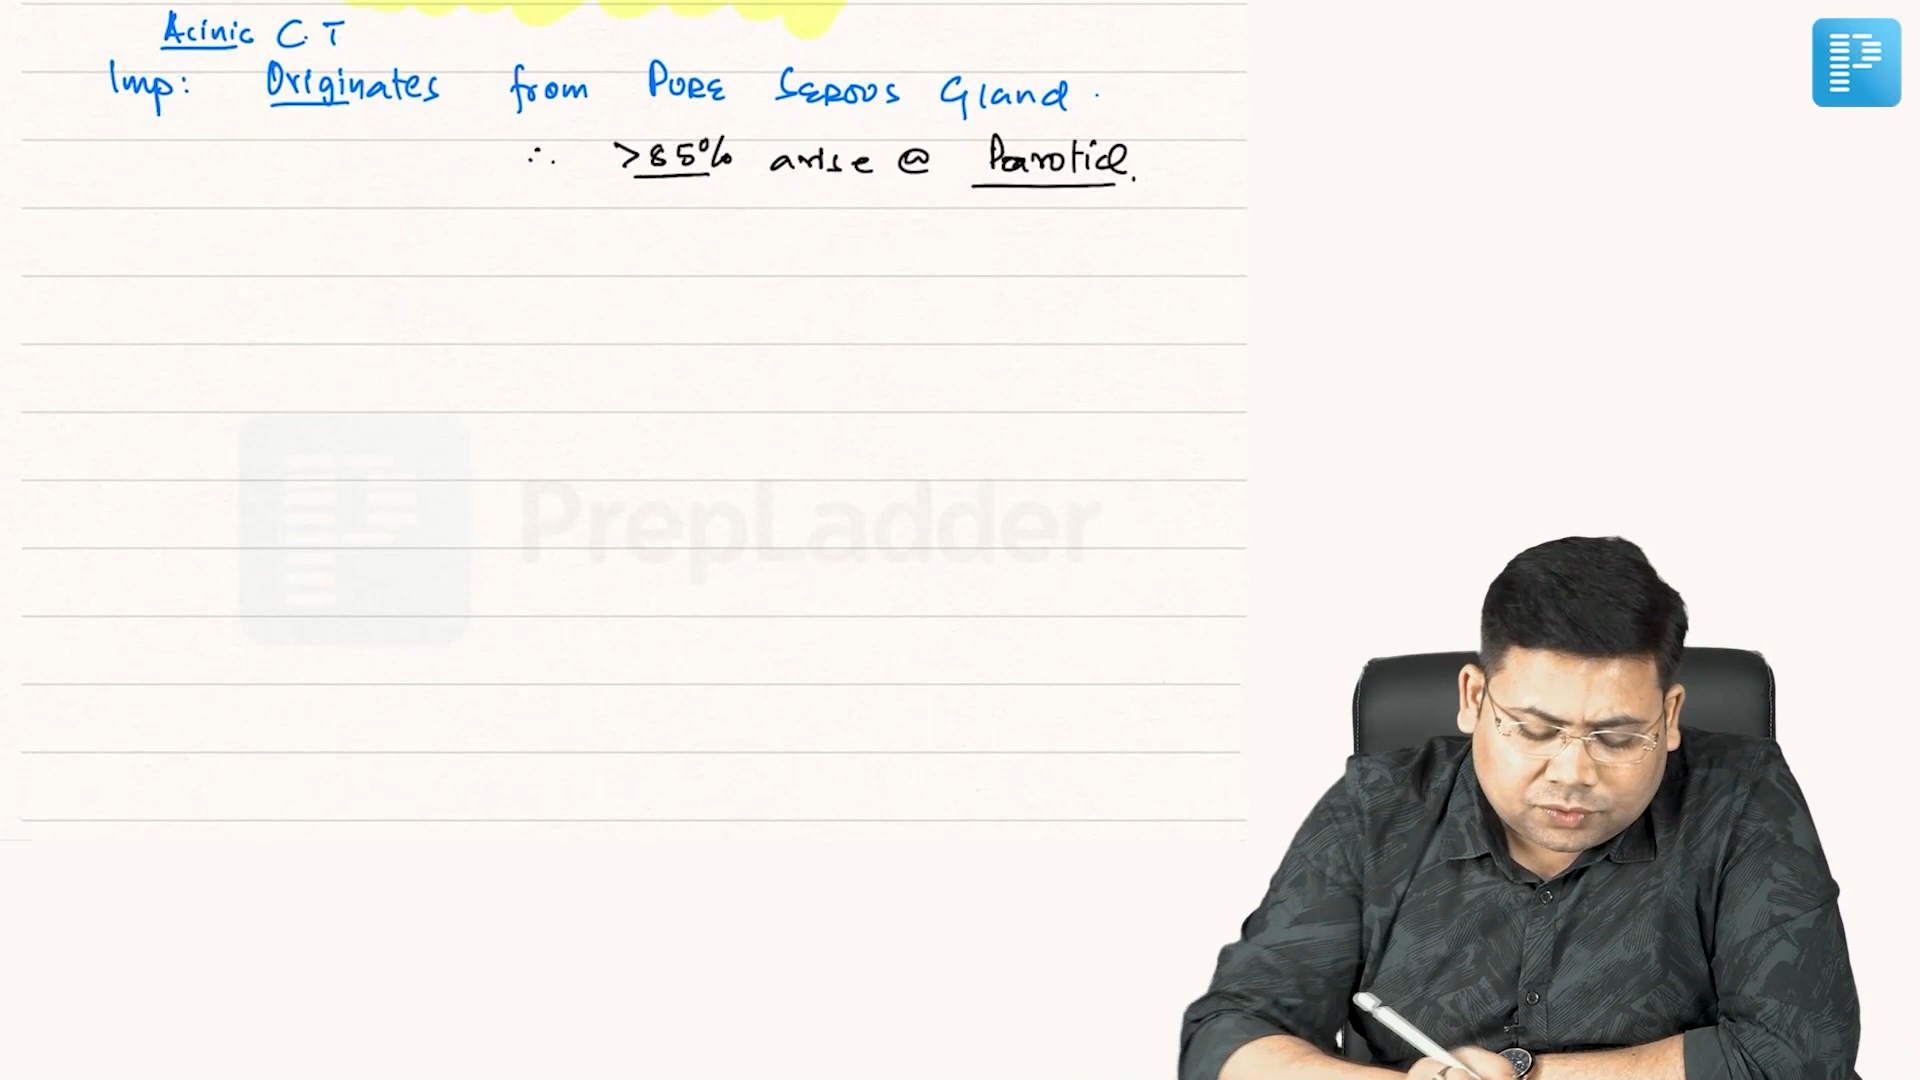 Acinic C.T
Imp: Originates from PURE SEROUS Gland.
∴ >85% arise @ Parotid.
PrepLadder